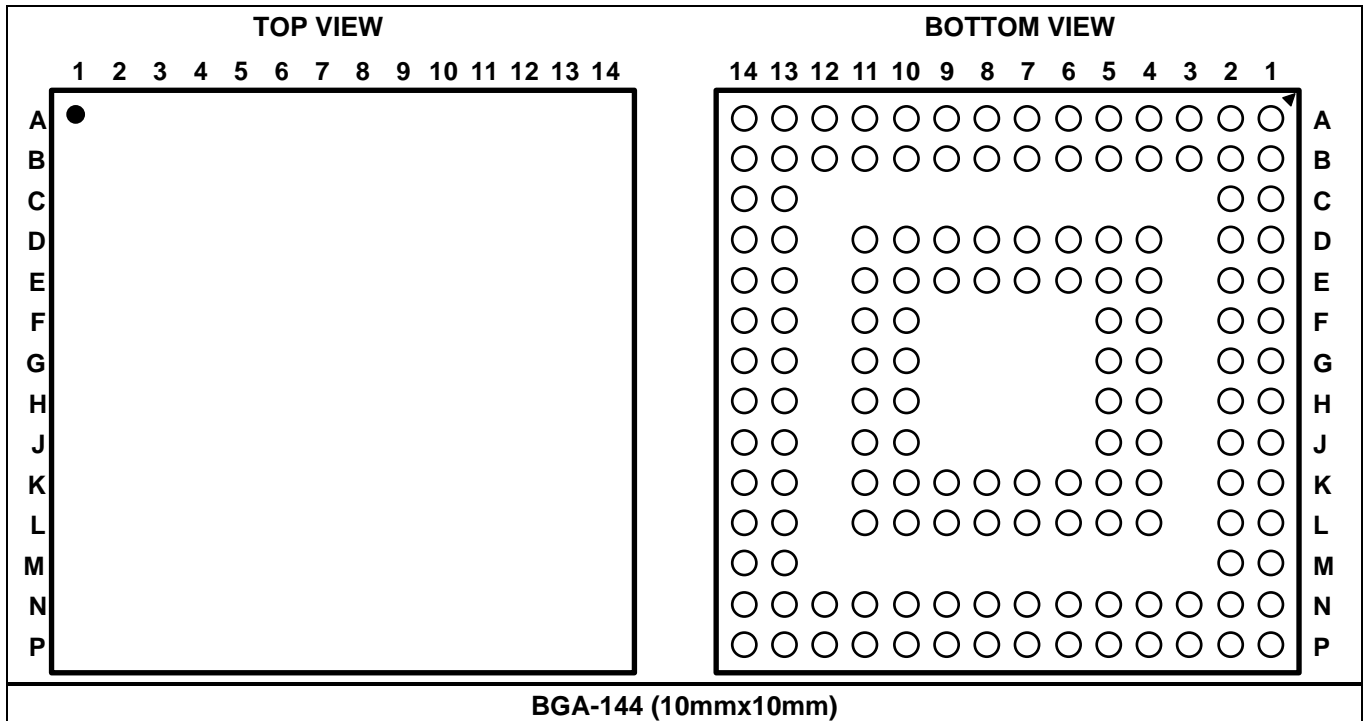 TOP VIEW
1 2 3 4 5 6 7 8 9 10 11 12 13 14
A
B
C
D
E
F
G
H
J
K
L
M
N
P
BOTTOM VIEW
14 13 12 11 10 9 8 7 6 5 4 3 2 1
A
B
C
D
E
F
G
H
J
K
L
M
N
P
BGA-144 (10mmx10mm)